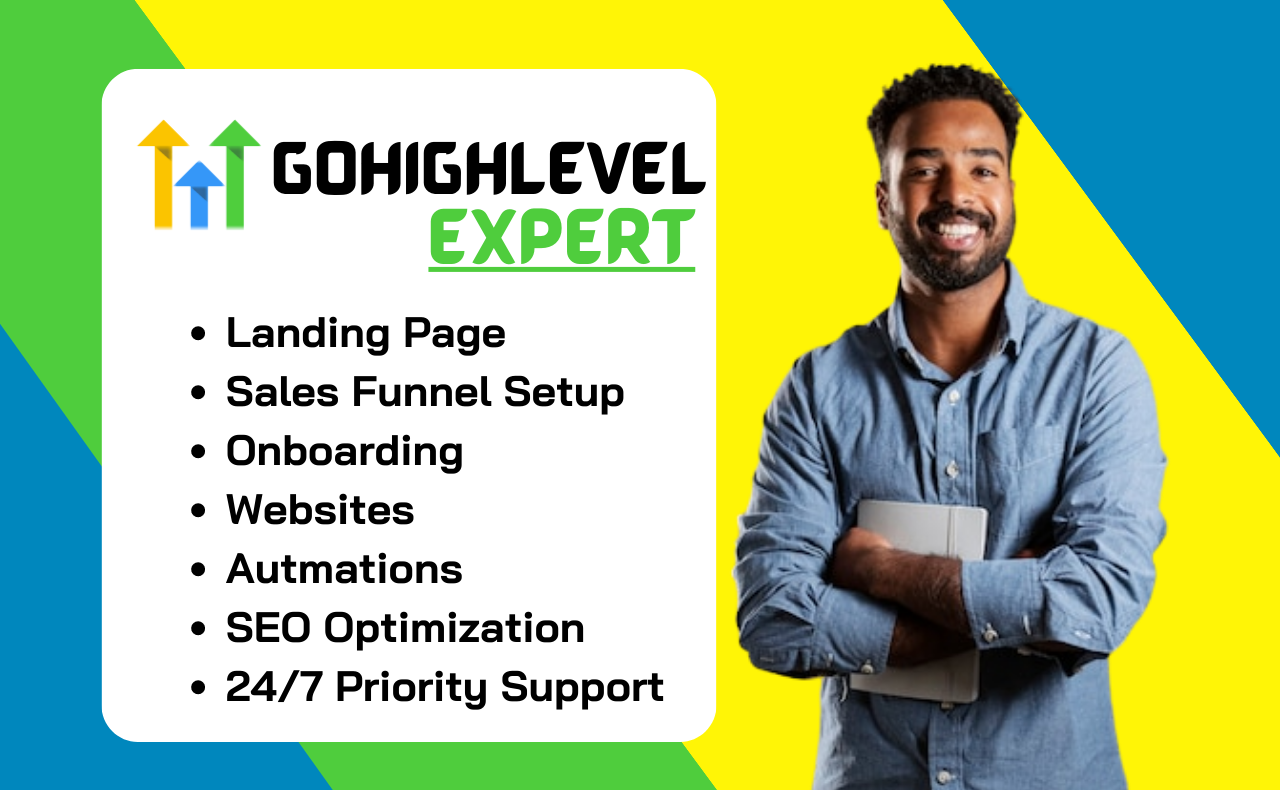 GOHIGHLEVEL
EXPERT
• Landing Page
• Sales Funnel Setup
• Onboarding
• Websites
• Autmations
• SEO Optimization
• 24/7 Priority Support